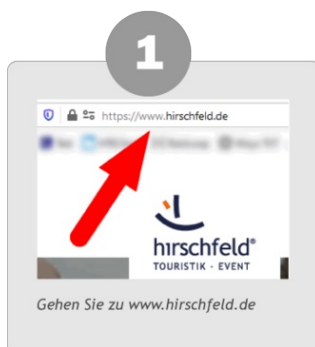 1
https://www.hirschfeld.de
hirschfeld®
TOURISTIK - EVENT
Gehen Sie zu www.hirschfeld.de